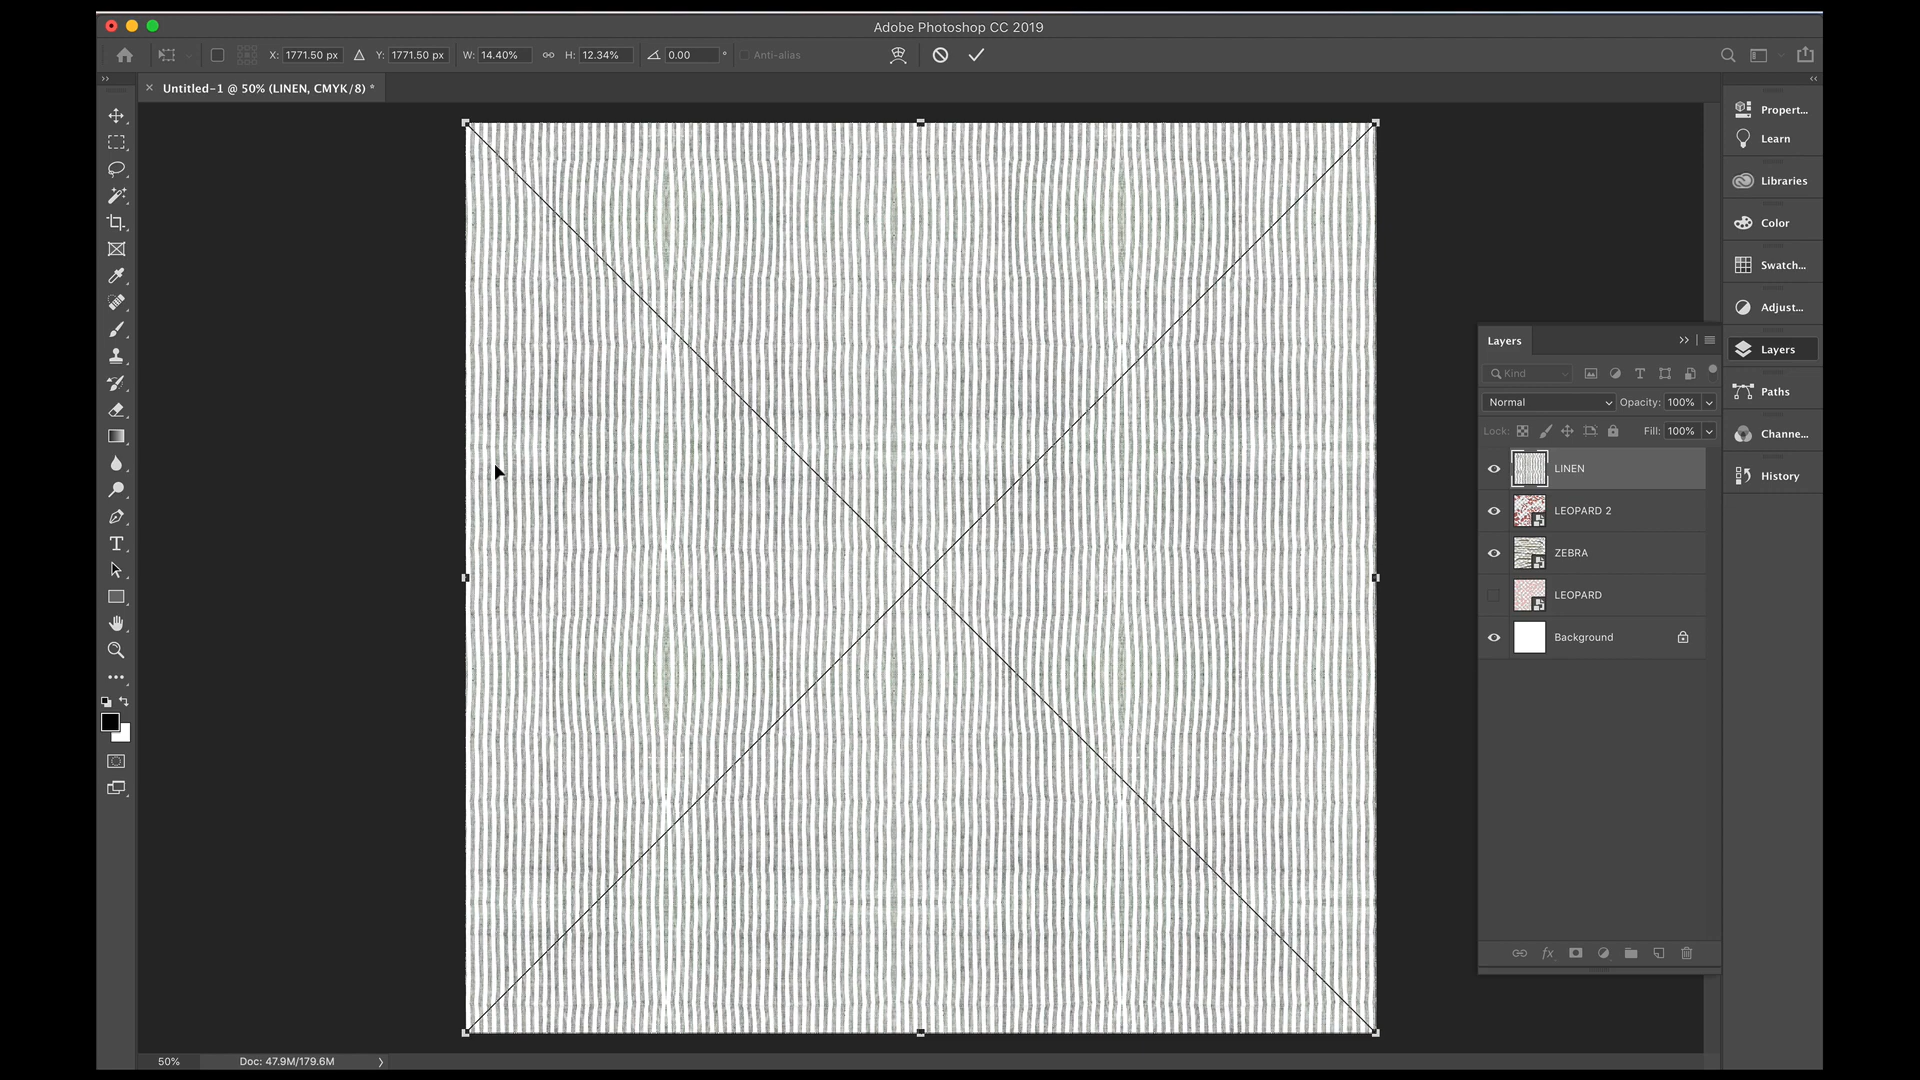 Adobe Photoshop CC 2019
X: 1771.50 px Y: 1771.50 px W: 14.40% H: 12.34% 0.00 ° Anti-alias
Untitled-1 @ 50% (LINEN, CMYK/8) *
Propert...
Learn
Libraries
Color
Swatch...
Adjust...
Layers
Paths
Channe...
History
Layers
Kind
Normal Opacity: 100%
Lock: Fill: 100%
LINEN
LEOPARD 2
ZEBRA
LEOPARD
Background
fx
50% Doc: 47.9M/179.6M